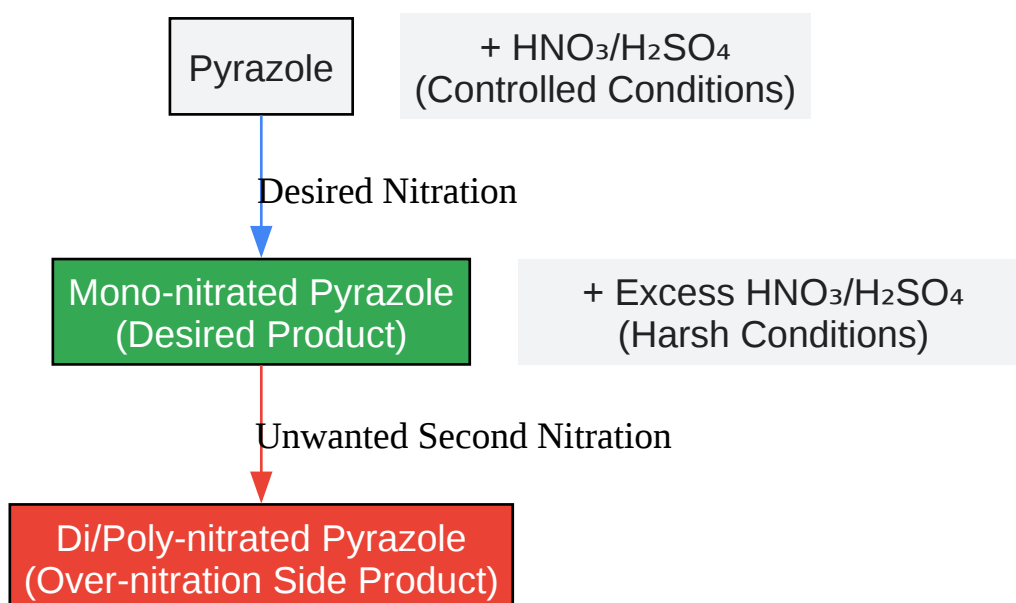 Pyrazole
+ HNO₃/H₂SO₄
(Controlled Conditions)
Desired Nitration
Mono-nitrated Pyrazole
(Desired Product)
+ Excess HNO₃/H₂SO₄
(Harsh Conditions)
Unwanted Second Nitration
Di/Poly-nitrated Pyrazole
(Over-nitration Side Product)